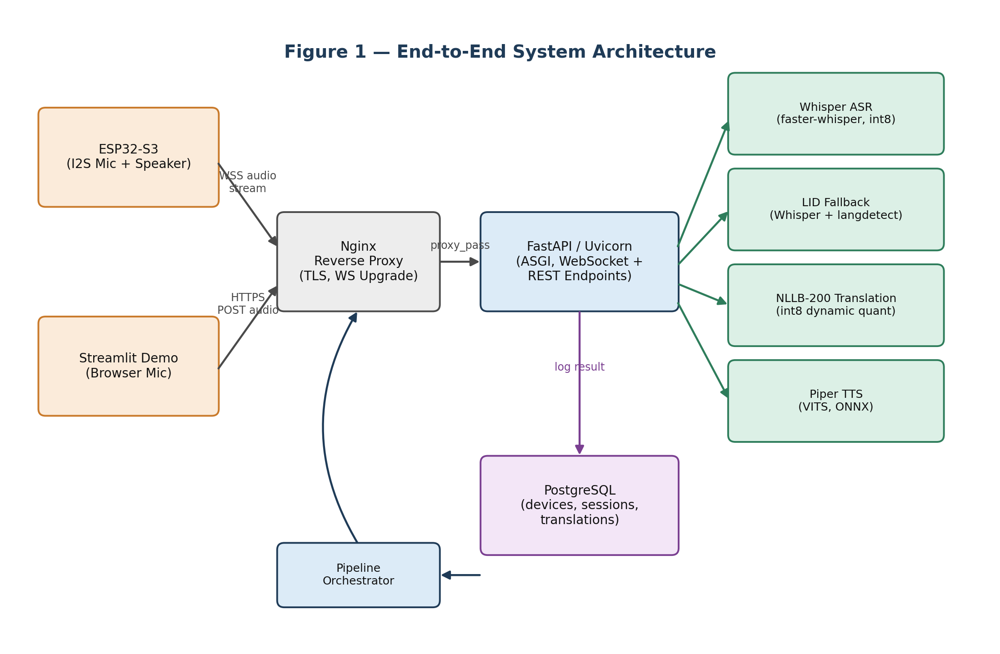 Figure 1 — End-to-End System Architecture
ESP32-S3
(I2S Mic + Speaker)
WSS audio
stream
Streamlit Demo
(Browser Mic)
HTTPS
POST audio
Nginx
Reverse Proxy
(TLS, WS Upgrade)
proxy_pass
FastAPI / Uvicorn
(ASGI, WebSocket +
REST Endpoints)
Whisper ASR
(faster-whisper, int8)
LID Fallback
(Whisper + langdetect)
NLLB-200 Translation
(int8 dynamic quant)
Piper TTS
(VITS, ONNX)
log result
PostgreSQL
(devices, sessions,
translations)
Pipeline
Orchestrator